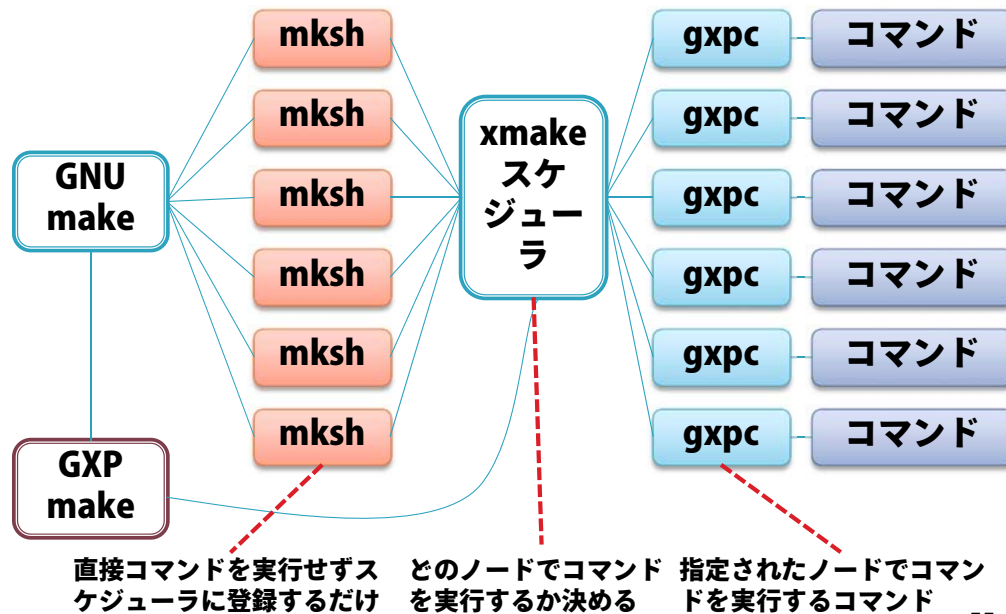 mksh
mksh
mksh
mksh
mksh
mksh
GNU
make
GXP
make
xmake
スケ
ジュー
ラ
gxpc
コマンド
gxpc
コマンド
gxpc
コマンド
gxpc
コマンド
gxpc
コマンド
gxpc
コマンド
直接コマンドを実行せずス
ケジューラに登録するだけ
どのノードでコマンド
を実行するか決める
指定されたノードでコマン
ドを実行するコマンド